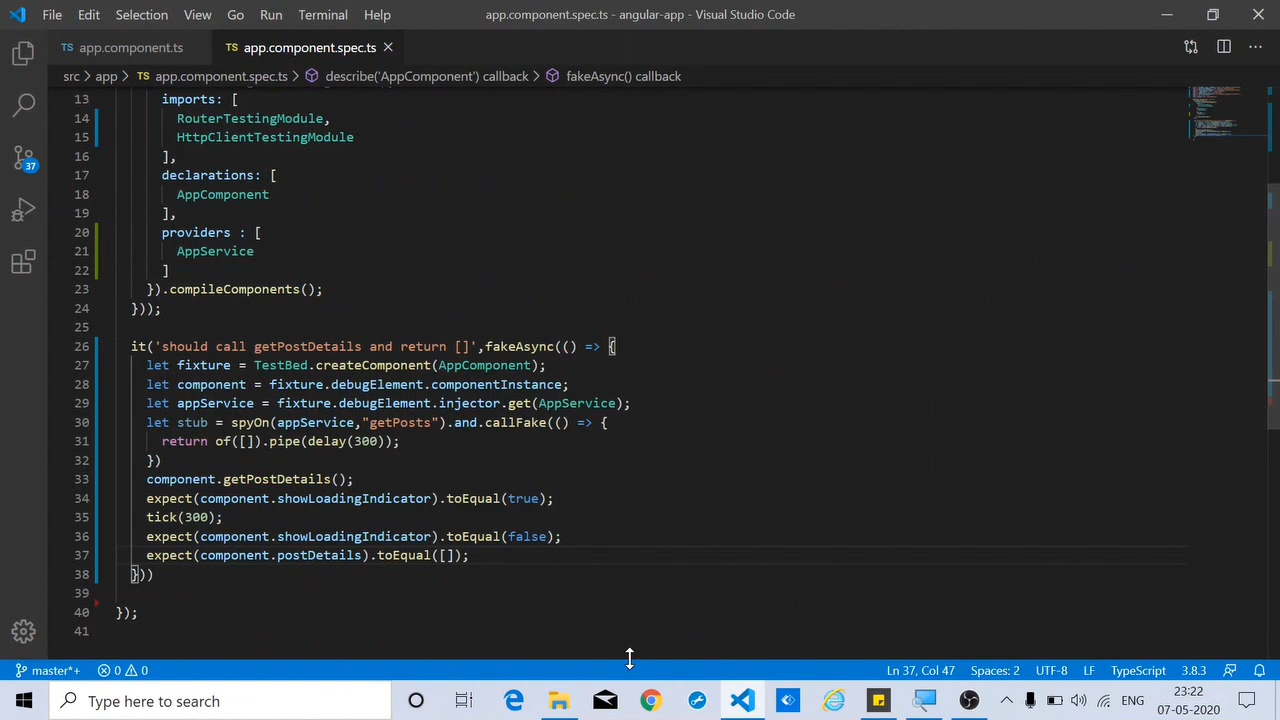 File Edit Selection View Go Run Terminal Help app.component.spec.ts - angular-app - Visual Studio Code
TS app.component.ts TS app.component.spec.ts
src > app > TS app.component.spec.ts > describe('AppComponent') callback > fakeAsync() callback
13 imports: [
14 RouterTestingModule,
15 HttpClientTestingModule
16 ],
17 declarations: [
18 AppComponent
19 ],
20 providers : [
21 AppService
22 ]
23 }).compileComponents();
24 }));
25
26 it('should call getPostDetails and return []',fakeAsync(() => {
27 let fixture = TestBed.createComponent(AppComponent);
28 let component = fixture.debugElement.componentInstance;
29 let appService = fixture.debugElement.injector.get(AppService);
30 let stub = spyOn(appService,"getPosts").and.callFake(() => {
31 return of([]).pipe(delay(300));
32 })
33 component.getPostDetails();
34 expect(component.showLoadingIndicator).toEqual(true);
35 tick(300);
36 expect(component.showLoadingIndicator).toEqual(false);
37 expect(component.postDetails).toEqual([]);
38 }))
39
40 });
41
37
master*+ 0 0 Ln 37, Col 47 Spaces: 2 UTF-8 LF TypeScript 3.8.3
Type here to search ENG 23:22
07-05-2020